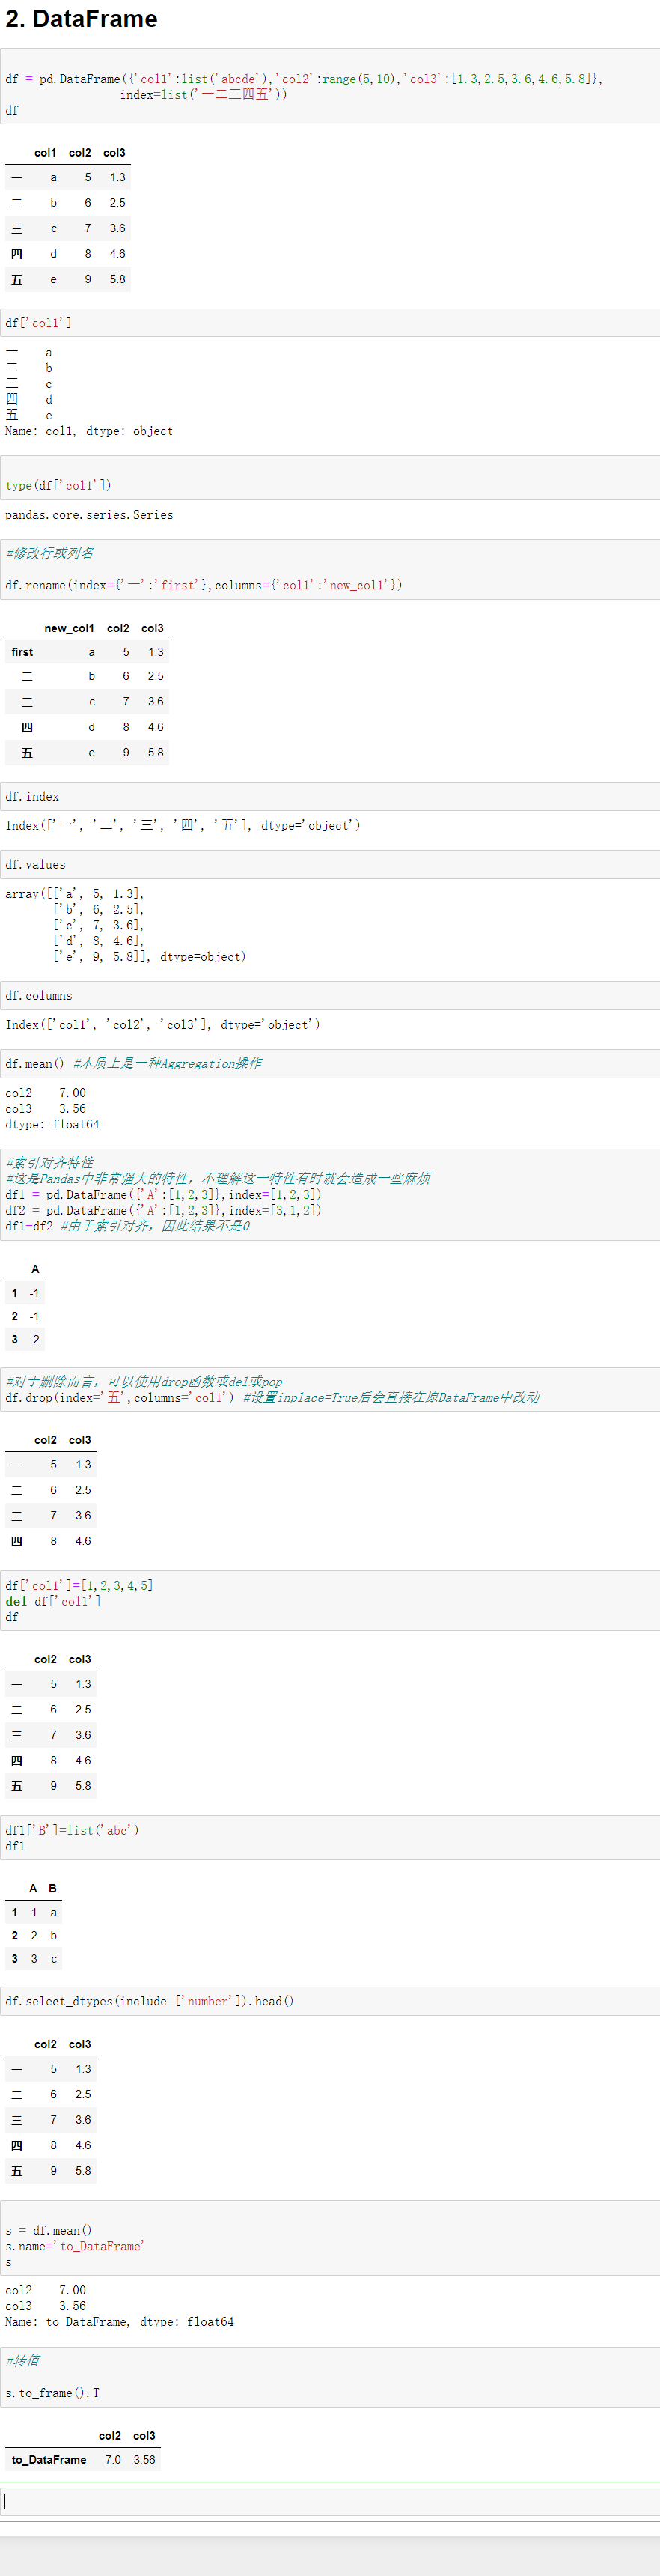 2. DataFrame
df = pd.DataFrame({'col1':list('abcde'),'col2':range(5,10),'col3':[1.3,2.5,3.6,4.6,5.8]},
index=list('一二三四五'))
df
col1 col2 col3
一 a 5 1.3
二 b 6 2.5
三 c 7 3.6
四 d 8 4.6
五 e 9 5.8
df['col1']
一 a
二 b
三 c
四 d
五 e
Name: col1, dtype: object
type(df['col1'])
pandas.core.series.Series
#修改行或列名
df.rename(index={'一':'first'},columns={'col1':'new_col1'})
new_col1 col2 col3
first a 5 1.3
二 b 6 2.5
三 c 7 3.6
四 d 8 4.6
五 e 9 5.8
df.index
Index(['一', '二', '三', '四', '五'], dtype='object')
df.values
array([['a', 5, 1.3],
['b', 6, 2.5],
['c', 7, 3.6],
['d', 8, 4.6],
['e', 9, 5.8]], dtype=object)
df.columns
Index(['col1', 'col2', 'col3'], dtype='object')
df.mean() #本质上是一种Aggregation操作
col2 7.00
col3 3.56
dtype: float64
#索引对齐特性
#这是Pandas中非常强大的特性，不理解这一特性有时就会造成一些麻烦
df1 = pd.DataFrame({'A':[1,2,3]},index=[1,2,3])
df2 = pd.DataFrame({'A':[1,2,3]},index=[3,1,2])
df1-df2 #由于索引对齐，因此结果不是0
A
1 -1
2 -1
3 2
#对于删除而言，可以使用drop函数或del或pop
df.drop(index='五',columns='col1') #设置inplace=True后会直接在原DataFrame中改动
col2 col3
一 5 1.3
二 6 2.5
三 7 3.6
四 8 4.6
df['col1']=[1,2,3,4,5]
del df['col1']
df
col2 col3
一 5 1.3
二 6 2.5
三 7 3.6
四 8 4.6
五 9 5.8
df1['B']=list('abc')
df1
A B
1 1 a
2 2 b
3 3 c
df.select_dtypes(include=['number']).head()
col2 col3
一 5 1.3
二 6 2.5
三 7 3.6
四 8 4.6
五 9 5.8
s = df.mean()
s.name='to_DataFrame'
s
col2 7.00
col3 3.56
Name: to_DataFrame, dtype: float64
#转值
s.to_frame().T
col2 col3
to_DataFrame 7.0 3.56